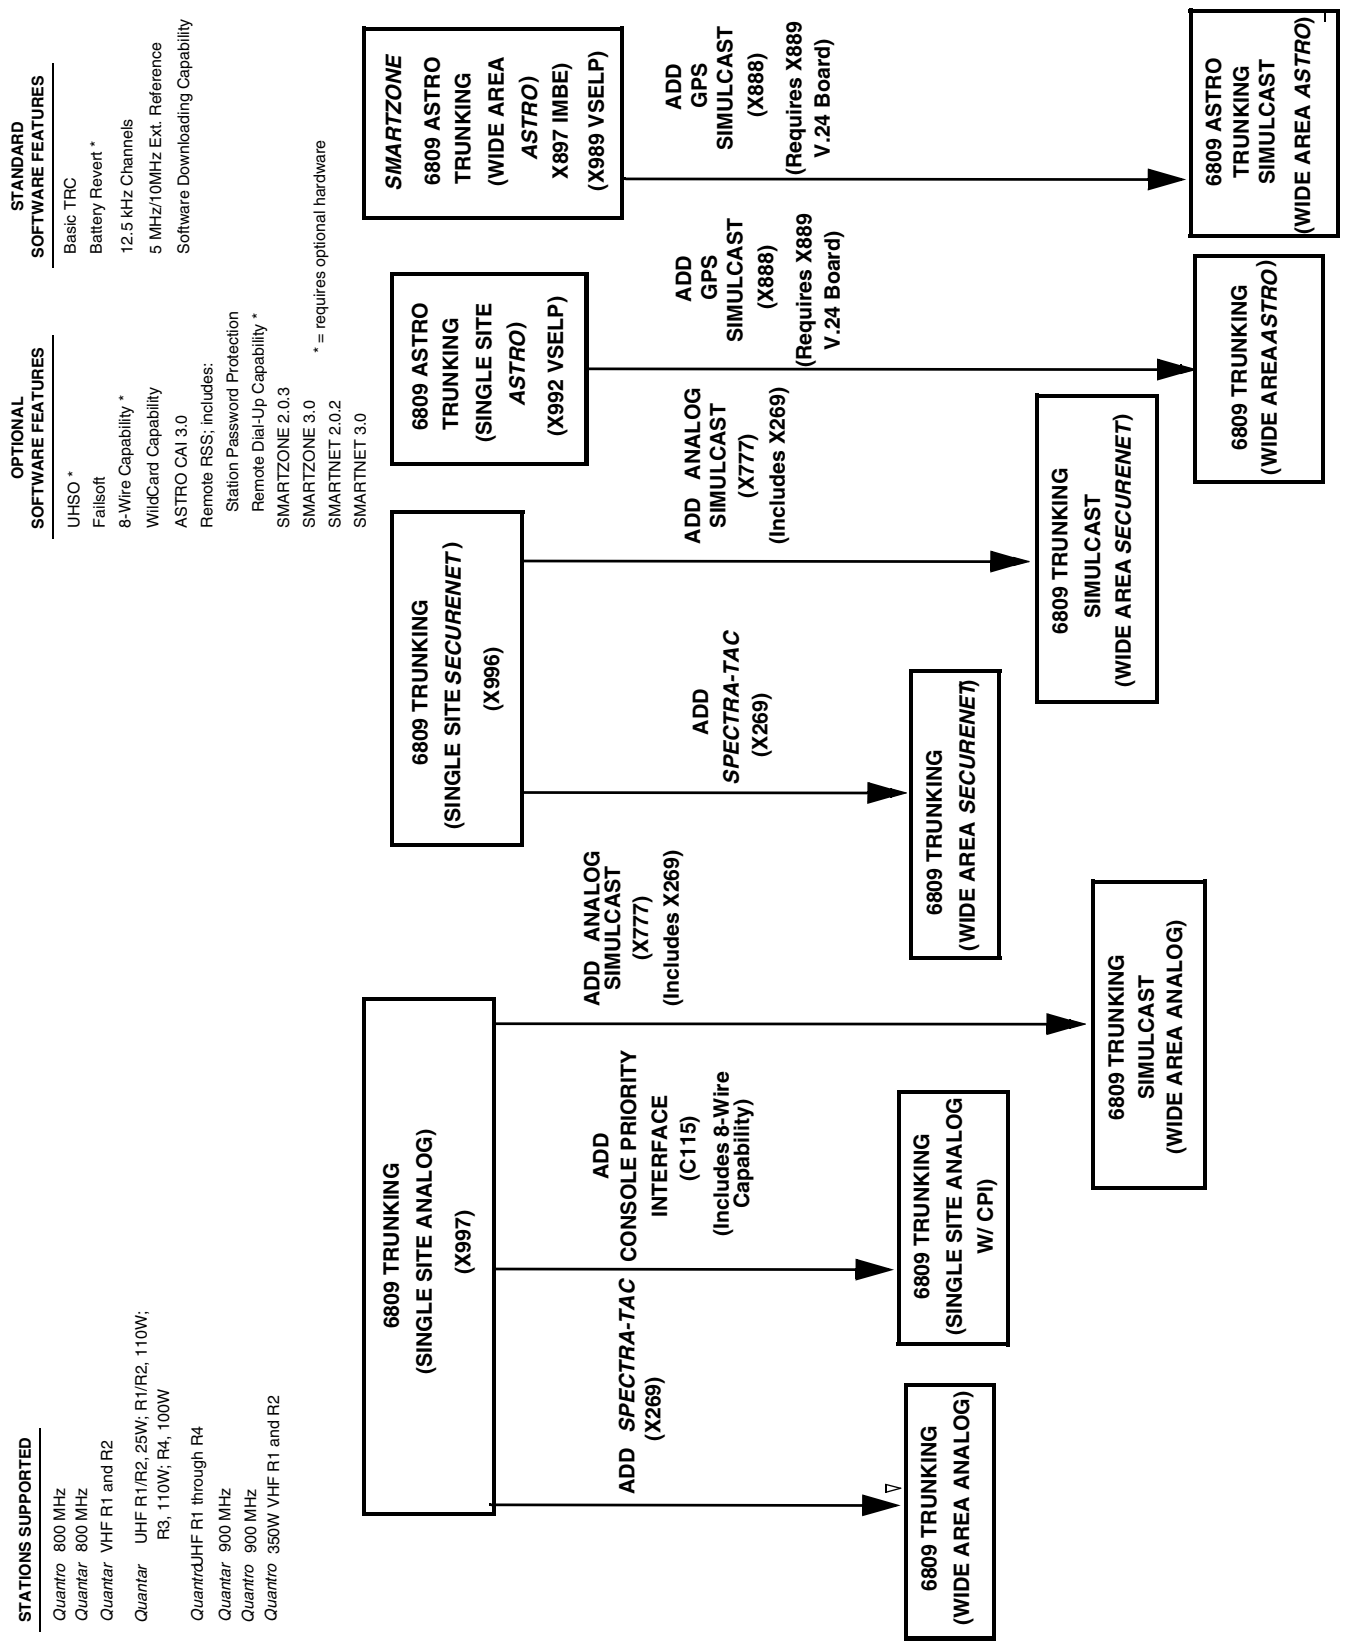 STATIONS SUPPORTED
Quantro 800 MHz
Quantar 800 MHz
Quantar VHF R1 and R2
Quantar UHF R1/R2, 25W; R1/R2, 110W;
R3, 110W; R4, 100W
QuantroUHF R1 through R4
Quantar 900 MHz
Quantro 900 MHz
Quantro 350W VHF R1 and R2
OPTIONAL
SOFTWARE FEATURES
UHSO *
Failsoft
8-Wire Capability *
WildCard Capability
ASTRO CAI 3.0
Remote RSS; includes:
Station Password Protection
Remote Dial-Up Capability *
SMARTZONE 2.0.3
SMARTZONE 3.0
SMARTNET 2.0.2
SMARTNET 3.0
STANDARD
SOFTWARE FEATURES
Basic TRC
Battery Revert *
12.5 kHz Channels
5 MHz/10MHz Ext. Reference
Software Downloading Capability
* = requires optional hardware
6809 TRUNKING
(SINGLE SITE ANALOG)
(X997)
6809 TRUNKING
(SINGLE SITE SECURENET)
(X996)
6809 ASTRO
TRUNKING
(SINGLE SITE
ASTRO)
(X992 VSELP)
SMARTZONE
6809 ASTRO
TRUNKING
(WIDE AREA
ASTRO)
X897 IMBE)
(X989 VSELP)
ADD SPECTRA-TAC
(X269)
ADD
CONSOLE PRIORITY
INTERFACE
(C115)
(Includes 8-Wire
Capability)
ADD ANALOG
SIMULCAST
(X777)
(Includes X269)
ADD
SPECTRA-TAC
(X269)
ADD ANALOG
SIMULCAST
(X777)
(Includes X269)
ADD
GPS
SIMULCAST
(X888)
(Requires X889
V.24 Board)
ADD
GPS
SIMULCAST
(X888)
(Requires X889
V.24 Board)
6809 TRUNKING
(WIDE AREA ANALOG)
6809 TRUNKING
(SINGLE SITE ANALOG
W/ CPI)
6809 TRUNKING
SIMULCAST
(WIDE AREA ANALOG)
6809 TRUNKING
(WIDE AREA SECURENET)
6809 TRUNKING
SIMULCAST
(WIDE AREA SECURENET)
6809 TRUNKING
(WIDE AREA ASTRO)
6809 ASTRO
TRUNKING
SIMULCAST
(WIDE AREA ASTRO)